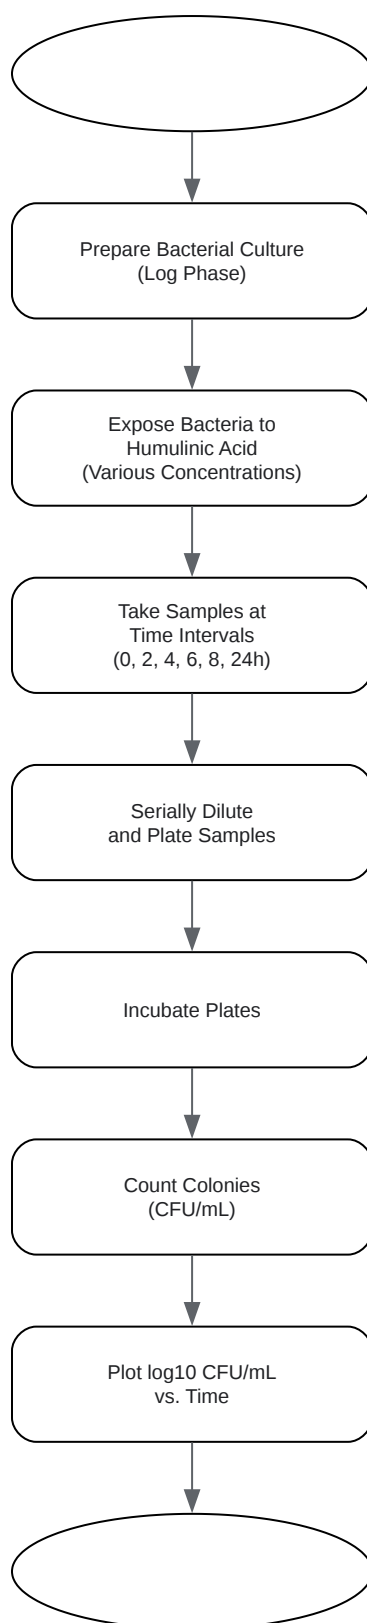 Prepare Bacterial Culture
(Log Phase)
Expose Bacteria to
Humulinic Acid
(Various Concentrations)
Take Samples at
Time Intervals
(0, 2, 4, 6, 8, 24h)
Serially Dilute
and Plate Samples
Incubate Plates
Count Colonies
(CFU/mL)
Plot log10 CFU/mL
vs. Time